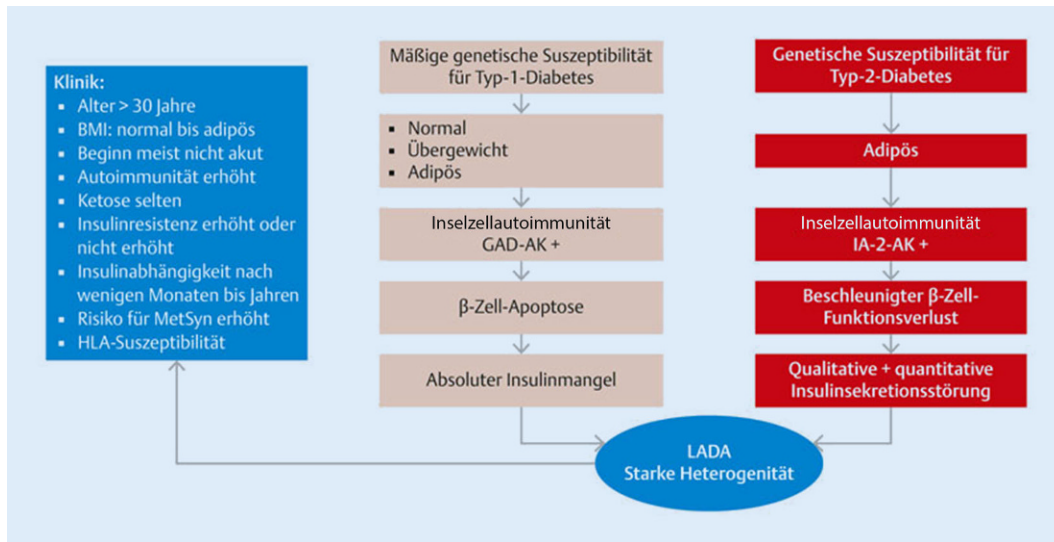 Klinik:
▪ Alter > 30 Jahre
▪ BMI: normal bis adipös
▪ Beginn meist nicht akut
▪ Autoimmunität erhöht
▪ Ketose selten
▪ Insulinresistenz erhöht oder
nicht erhöht
▪ Insulinabhängigkeit nach
wenigen Monaten bis Jahren
▪ Risiko für MetSyn erhöht
▪ HLA-Suszeptibilität
Mäßige genetische Suszeptibilität
für Typ-1-Diabetes
▪ Normal
▪ Übergewicht
▪ Adipös
Inselzellautoimmunität
GAD-AK +
β-Zell-Apoptose
Absoluter Insulinmangel
Genetische Suszeptibilität für
Typ-2-Diabetes
Adipös
Inselzellautoimmunität
IA-2-AK +
Beschleunigter β-Zell-
Funktionsverlust
Qualitative + quantitative
Insulinsekretionsstörung
LADA
Starke Heterogenität